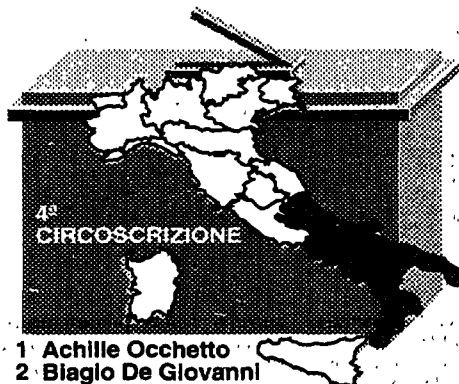 4ª
CIRCOSCRIZIONE
1 Achille Occhetto
2 Biagio De Giovanni